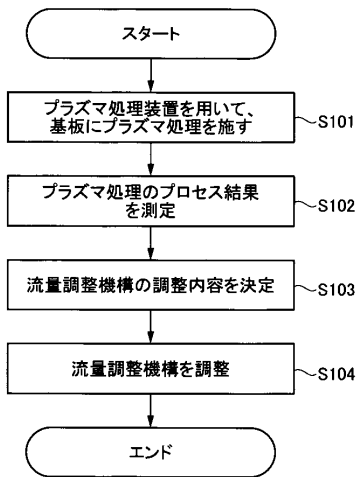 スタート
プラズマ処理装置を用いて、
基板にプラズマ処理を施す
S101
プラズマ処理のプロセス結果
を測定
S102
流量調整機構の調整内容を決定
S103
流量調整機構を調整
S104
エンド